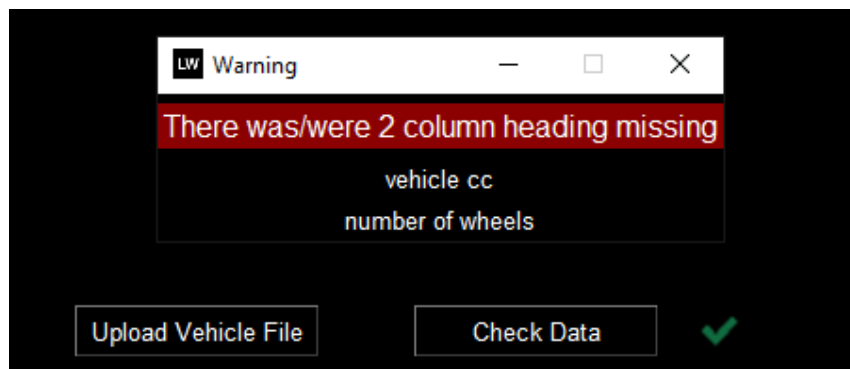 LW Warning
There was/were 2 column heading missing
vehicle cc
number of wheels
Upload Vehicle File
Check Data